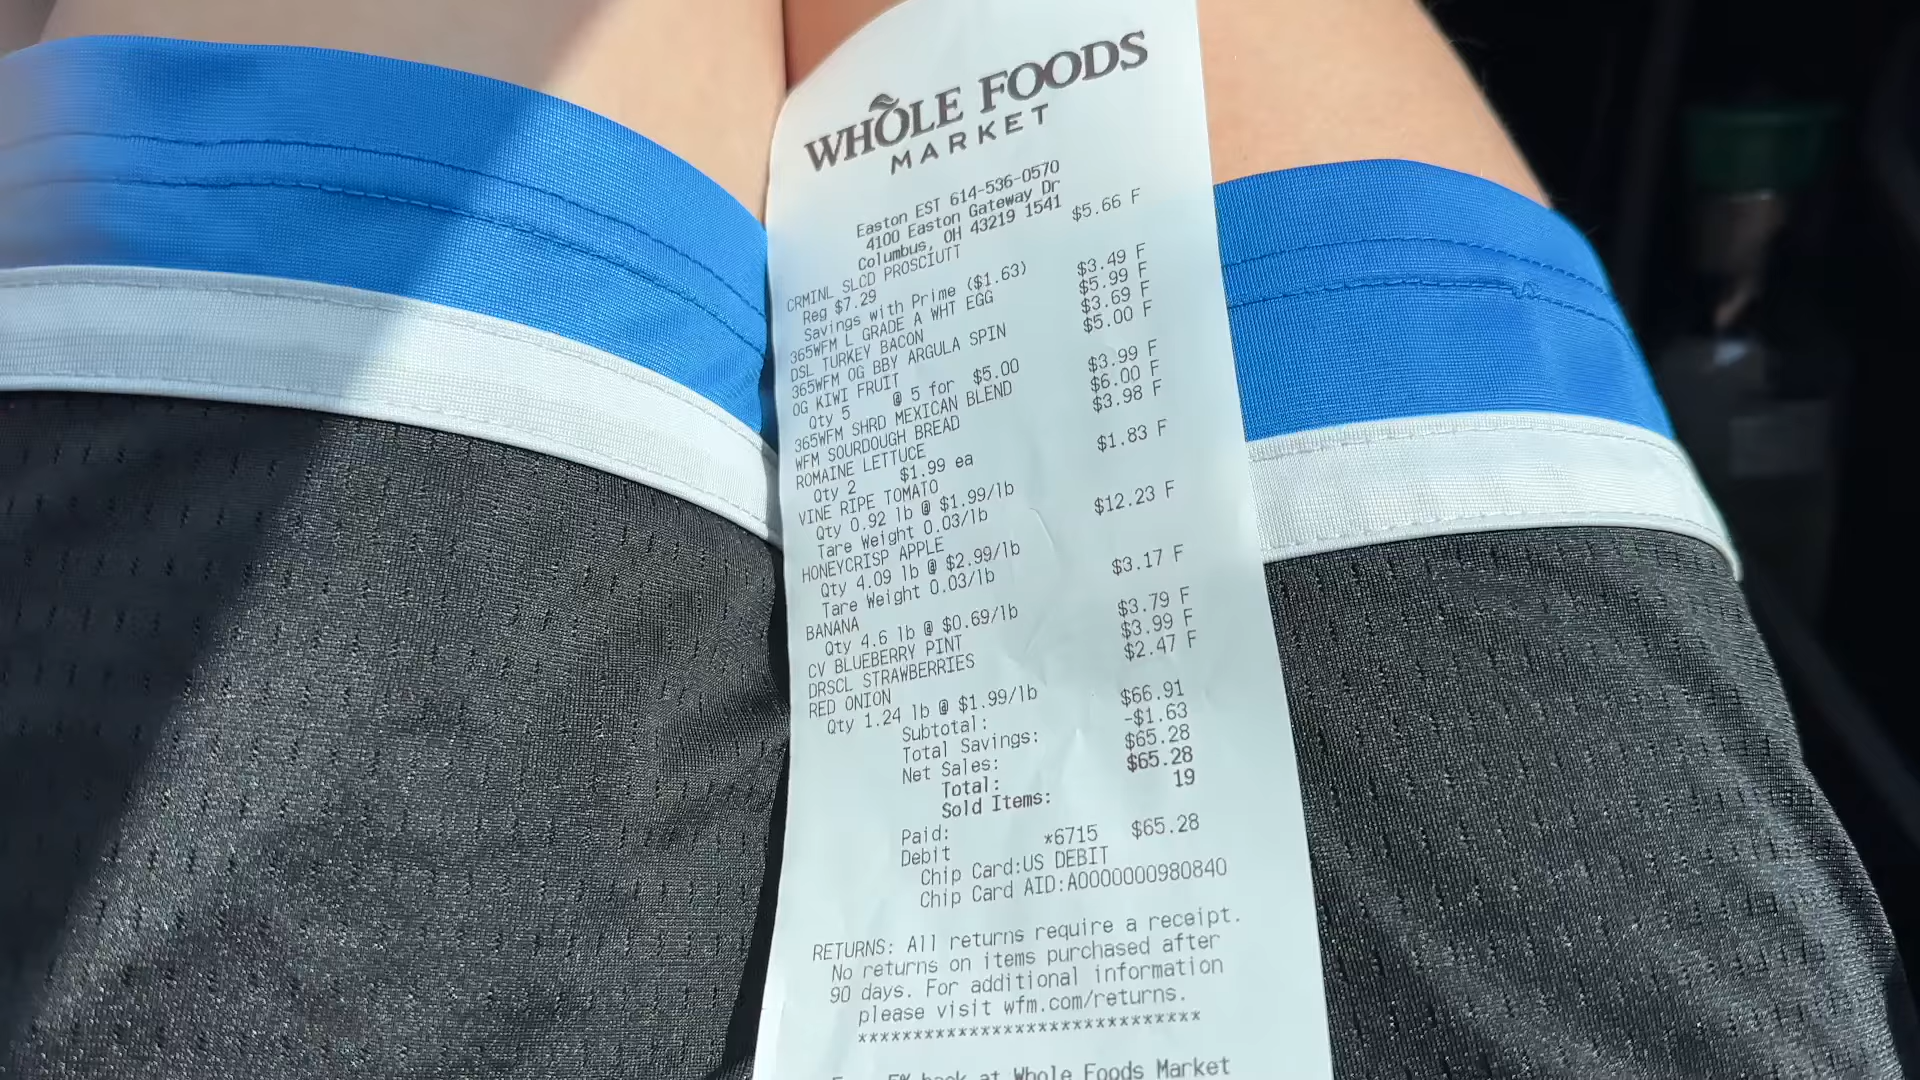 WHOLE FOODS
MARKET
Easton EST 614-536-0570
4100 Easton Gateway Dr
Columbus, OH 43219 1541
CRMINL SLCD PROSCIUTT $5.66 F
Reg $7.29
Savings with Prime ($1.63)
365WFM L GRADE A WHT EGG $3.49 F
DSL TURKEY BACON $5.99 F
365WFM OG BBY ARGULA SPIN $3.69 F
OG KIWI FRUIT $5.00 F
Qty 5 @ 5 for $5.00
365WFM SHRD MEXICAN BLEND $3.99 F
WFM SOURDOUGH BREAD $6.00 F
ROMAINE LETTUCE $3.98 F
Qty 2 $1.99 ea
VINE RIPE TOMATO $1.83 F
Qty 0.92 lb @ $1.99/lb
Tare Weight 0.03/lb
HONEYCRISP APPLE $12.23 F
Qty 4.09 lb @ $2.99/lb
Tare Weight 0.03/lb
BANANA $3.17 F
Qty 4.6 lb @ $0.69/lb
CV BLUEBERRY PINT $3.79 F
DRSCL STRAWBERRIES $3.99 F
RED ONION $2.47 F
Qty 1.24 lb @ $1.99/lb
Subtotal: $66.91
Total Savings: -$1.63
Net Sales: $65.28
Total: $65.28
Sold Items: 19
Paid:
Debit *6715 $65.28
Chip Card:US DEBIT
Chip Card AID:A0000000980840
RETURNS: All returns require a receipt.
No returns on items purchased after
90 days. For additional information
please visit wfm.com/returns.
*******************************
back at Whole Foods Market